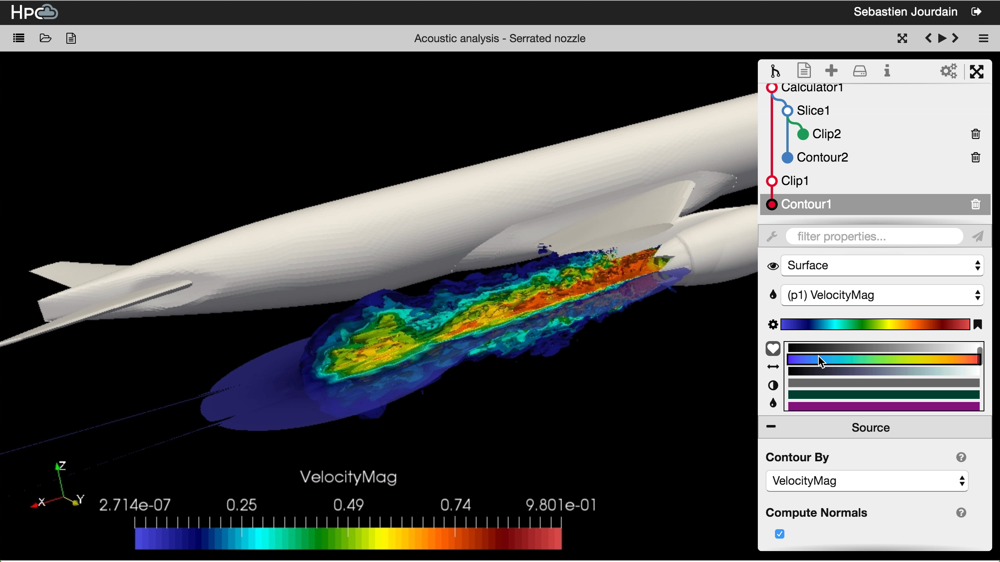 HPC
Sebastien Jourdain
Acoustic analysis - Serrated nozzle
Calculator1
Slice1
Clip2
Contour2
Clip1
Contour1
filter properties...
Surface
(p1) VelocityMag
Source
Contour By
VelocityMag
Compute Normals
Z
X
Y
VelocityMag
2.714e-07
0.25
0.49
0.74
9.801e-01